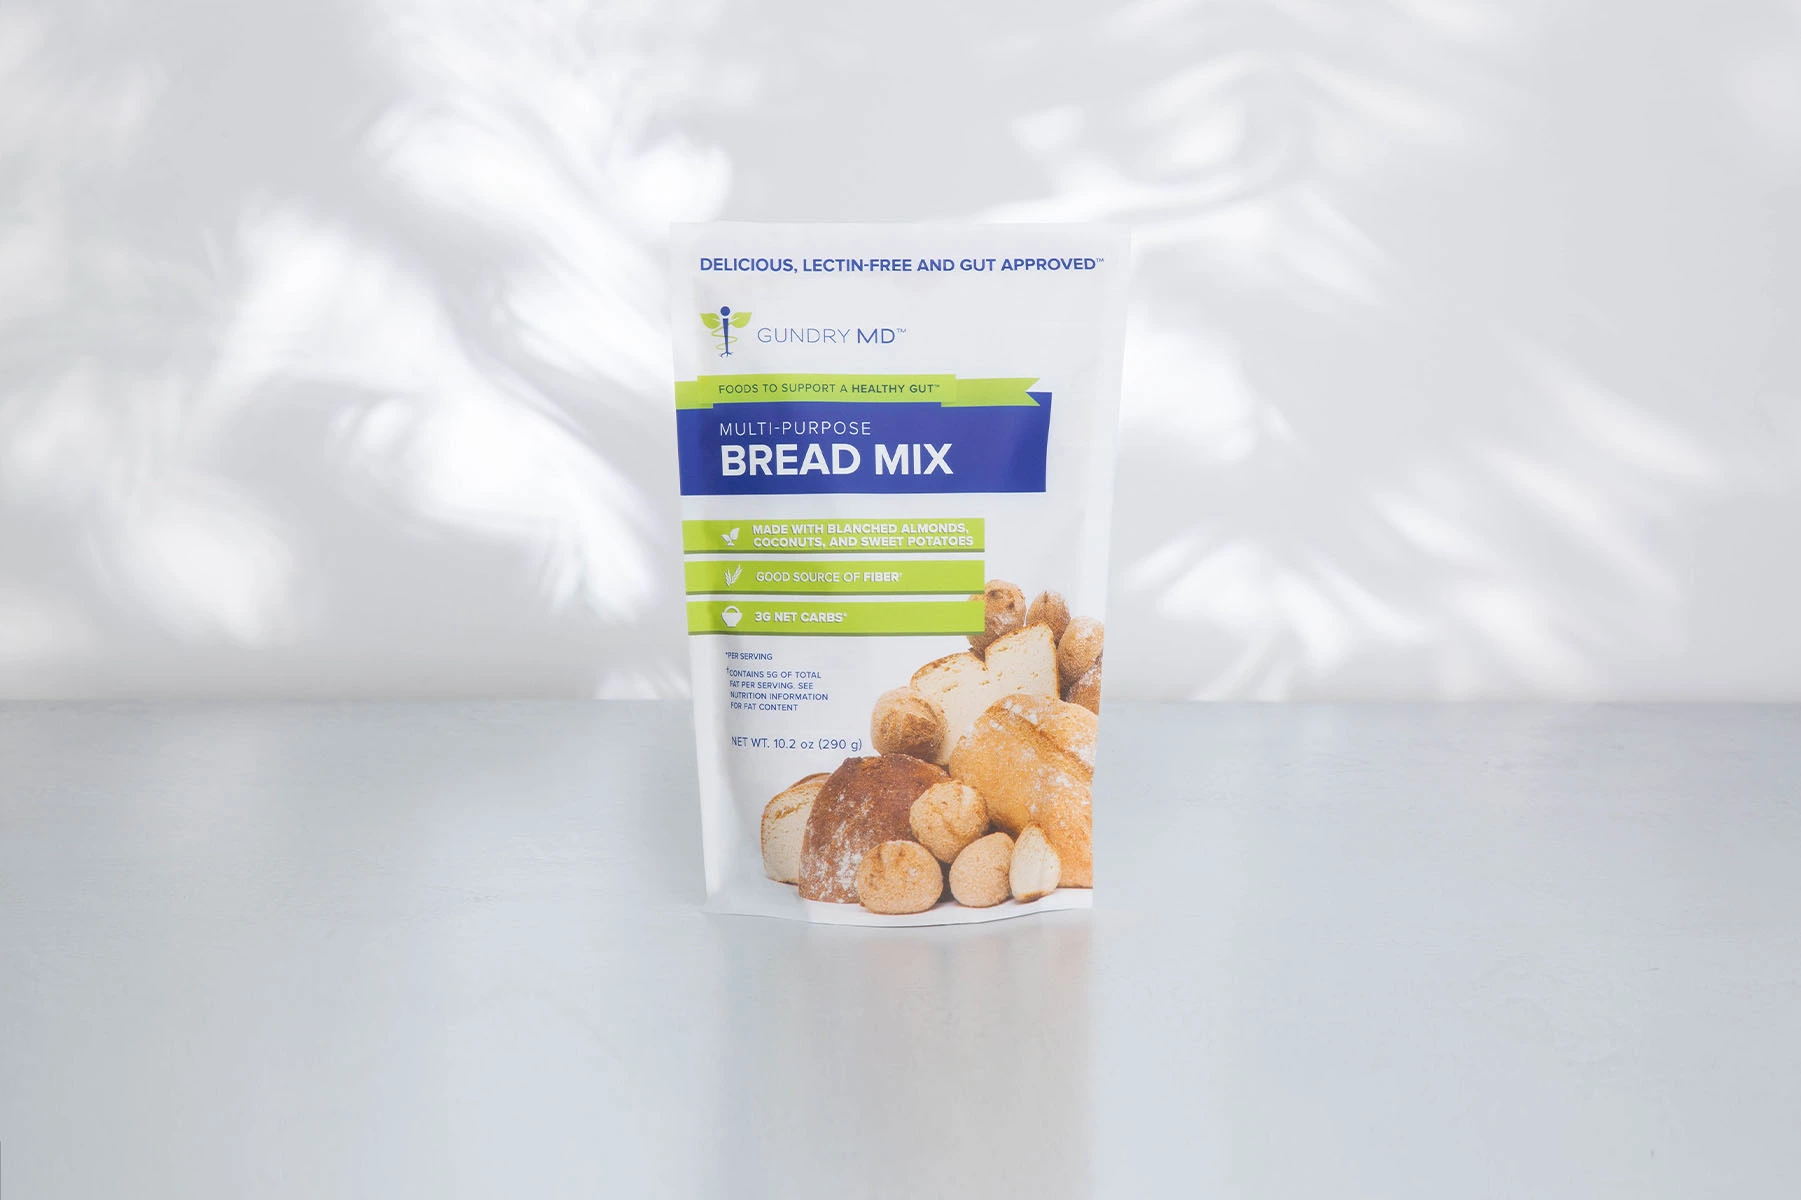 DELICIOUS, LECTIN-FREE AND GUT APPROVED™
GUNDRY MD™
FOODS TO SUPPORT A HEALTHY GUT™
MULTI-PURPOSE
BREAD MIX
MADE WITH BLANCHED ALMONDS,
COCONUTS, AND SWEET POTATOES
GOOD SOURCE OF FIBER†
3G NET CARBS*
*PER SERVING
†CONTAINS 5G OF TOTAL
FAT PER SERVING. SEE
NUTRITION INFORMATION
FOR FAT CONTENT
NET WT. 10.2 oz (290 g)